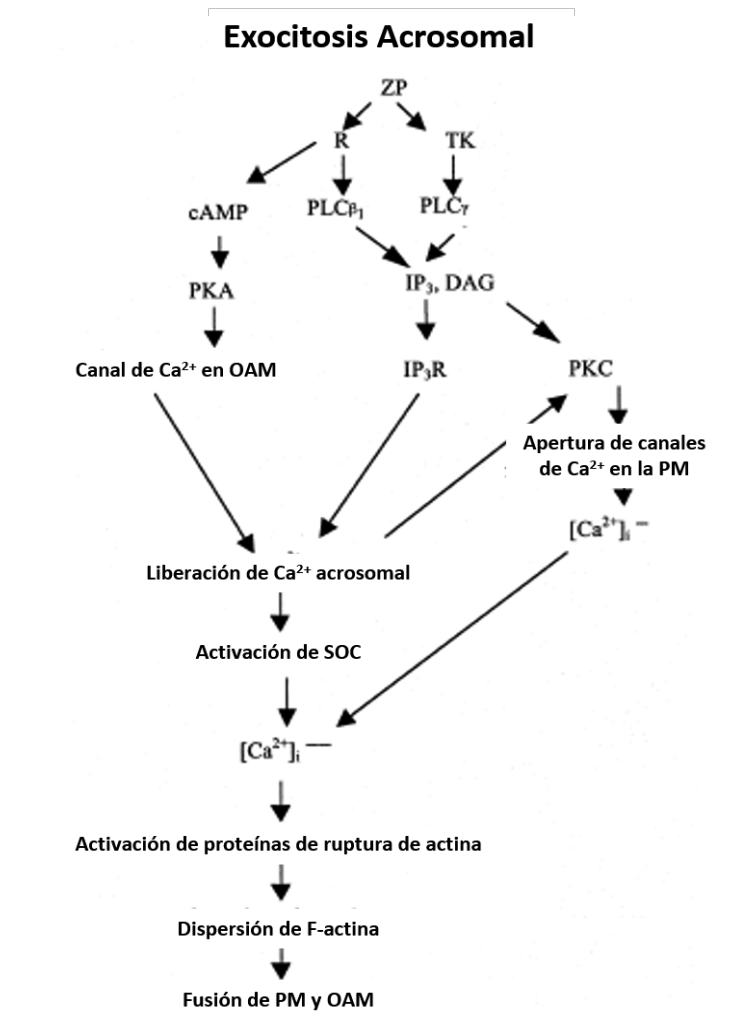 Exocitosis Acrosomal
ZP
R TK
cAMP PLCβ₁ PLCγ
PKA IP₃, DAG
Canal de Ca²⁺ en OAM IP₃R PKC
Apertura de canales
de Ca²⁺ en la PM
[Ca²⁺]ᵢ –
Liberación de Ca²⁺ acrosomal
Activación de SOC
[Ca²⁺]ᵢ —
Activación de proteínas de ruptura de actina
Dispersión de F-actina
Fusión de PM y OAM